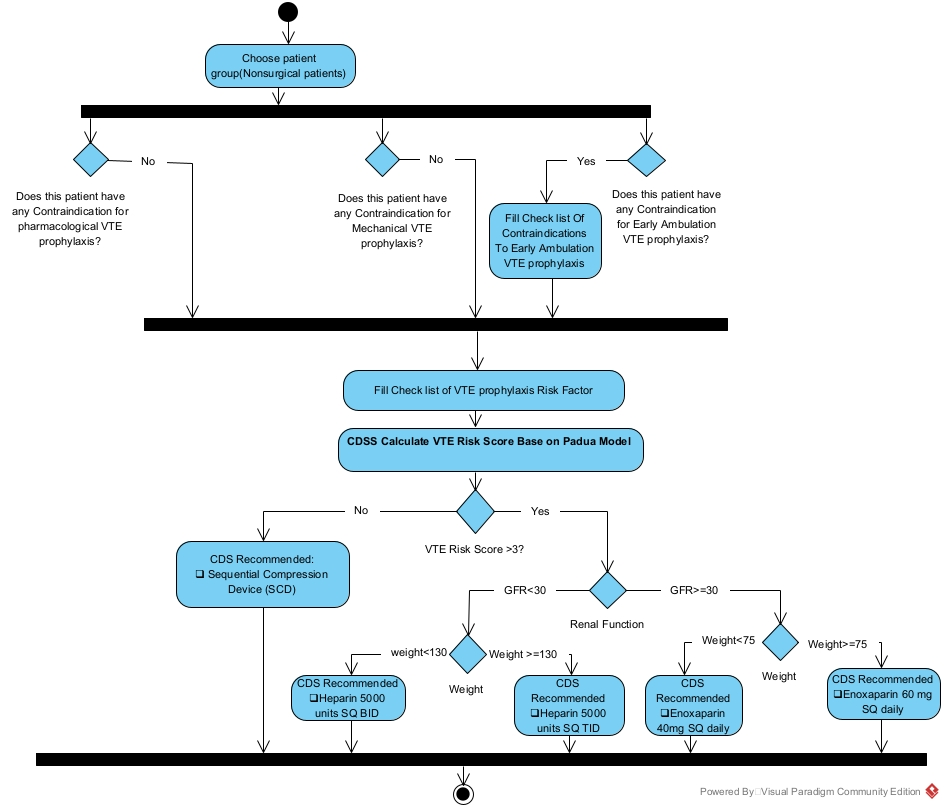 Choose patient
group(Nonsurgical patients)
No
No
Yes
Does this patient have
any Contraindication for
pharmacological VTE
prophylaxis?
Does this patient have
any Contraindication for
Mechanical VTE
prophylaxis?
Fill Check list Of
Contraindications
To Early Ambulation
VTE prophylaxis
Does this patient have
any Contraindication
for Early Ambulation
VTE prophylaxis?
Fill Check list of VTE prophylaxis Risk Factor
CDSS Calculate VTE Risk Score Base on Padua Model
No
Yes
VTE Risk Score >3?
CDS Recommended:
❑ Sequential Compression
Device (SCD)
GFR<30
GFR>=30
Renal Function
weight<130
Weight >=130
Weight
Weight<75
Weight>=75
Weight
CDS Recommended
❑Heparin 5000
units SQ BID
CDS
Recommended
❑Heparin 5000
units SQ TID
CDS
Recommended
❑Enoxaparin
40mg SQ daily
CDS Recommended
❑Enoxaparin 60 mg
SQ daily
Powered By Visual Paradigm Community Edition